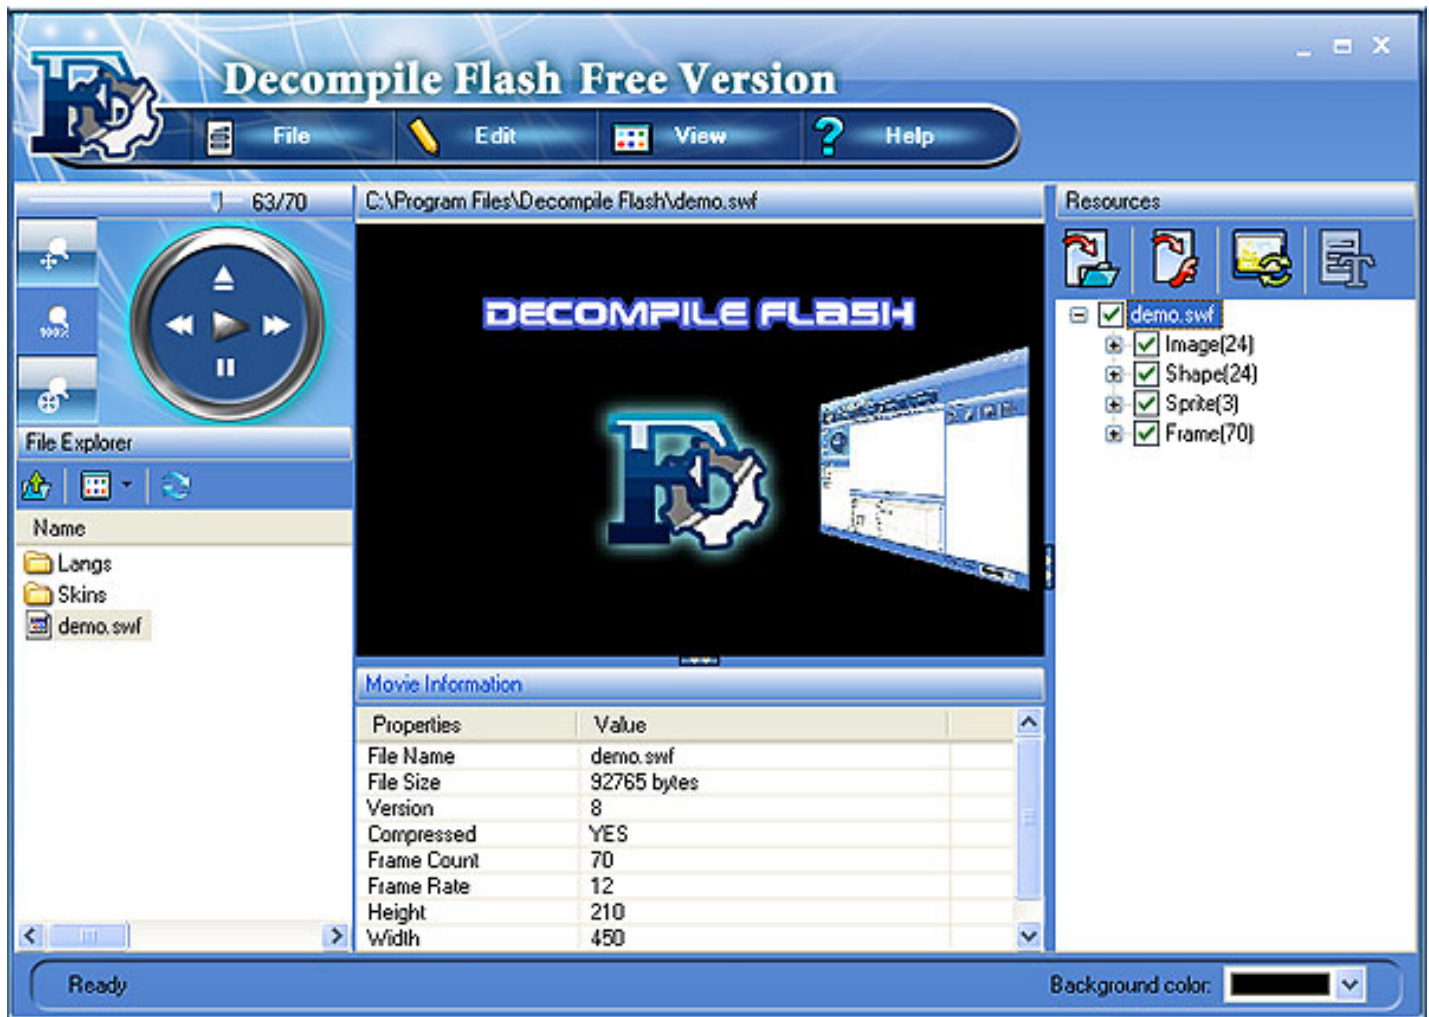 Decompile Flash Free Version
File Edit View Help
63/70
C:\Program Files\Decompile Flash\demo.swf
Resources
100%
DECOMPILE FLASH
demo.swf
Image(24)
Shape(24)
Sprite(3)
Frame(70)
File Explorer
Name
Langs
Skins
demo.swf
Movie Information
Properties Value
File Name demo.swf
File Size 92765 bytes
Version 8
Compressed YES
Frame Count 70
Frame Rate 12
Height 210
Width 450
Ready
Background color: